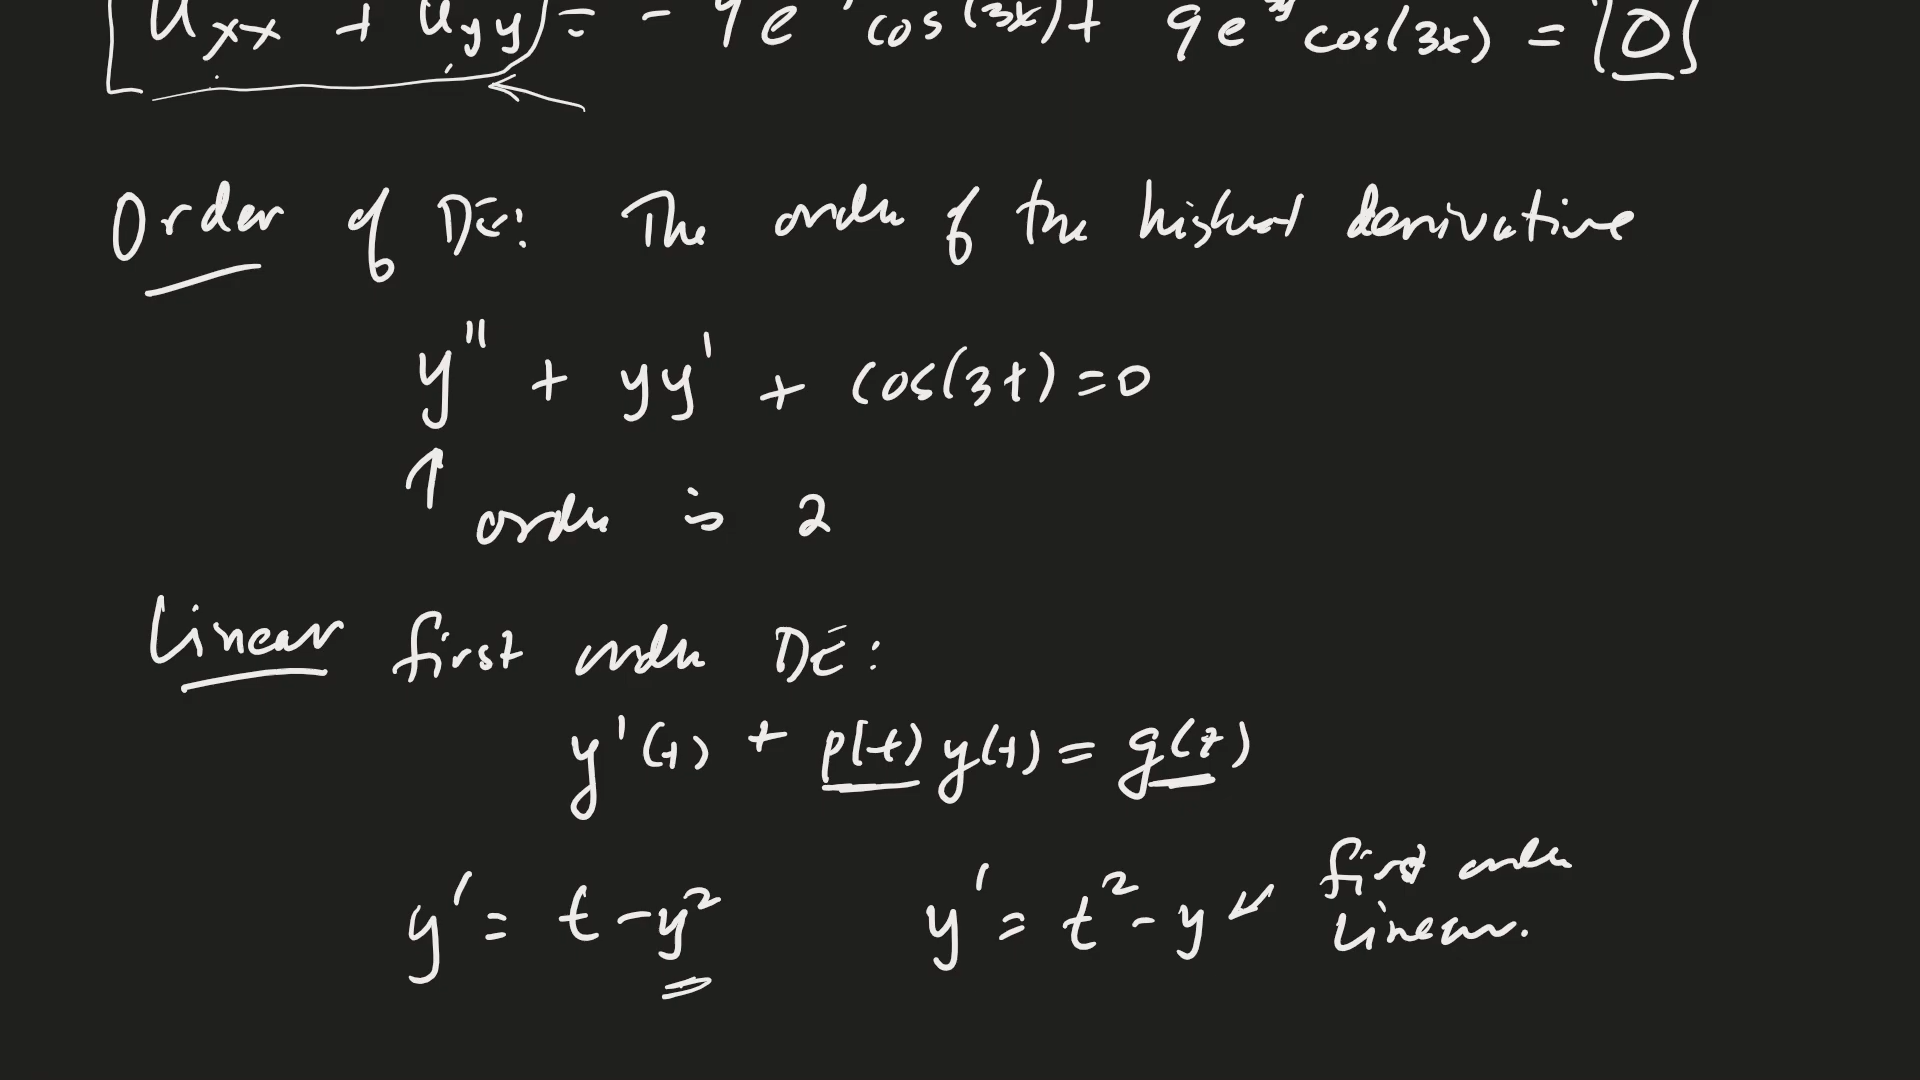 u_xx + u_yy = - 9e cos(3x) + 9e^3y cos(3x) = 0
Order of DE: The order of the highest derivative
y'' + yy' + cos(3t) = 0
↑ order is 2
Linear first order DE:
y'(t) + p(t) y(t) = g(t)
y' = t - y² y' = t² - y ↙ first order
linear.